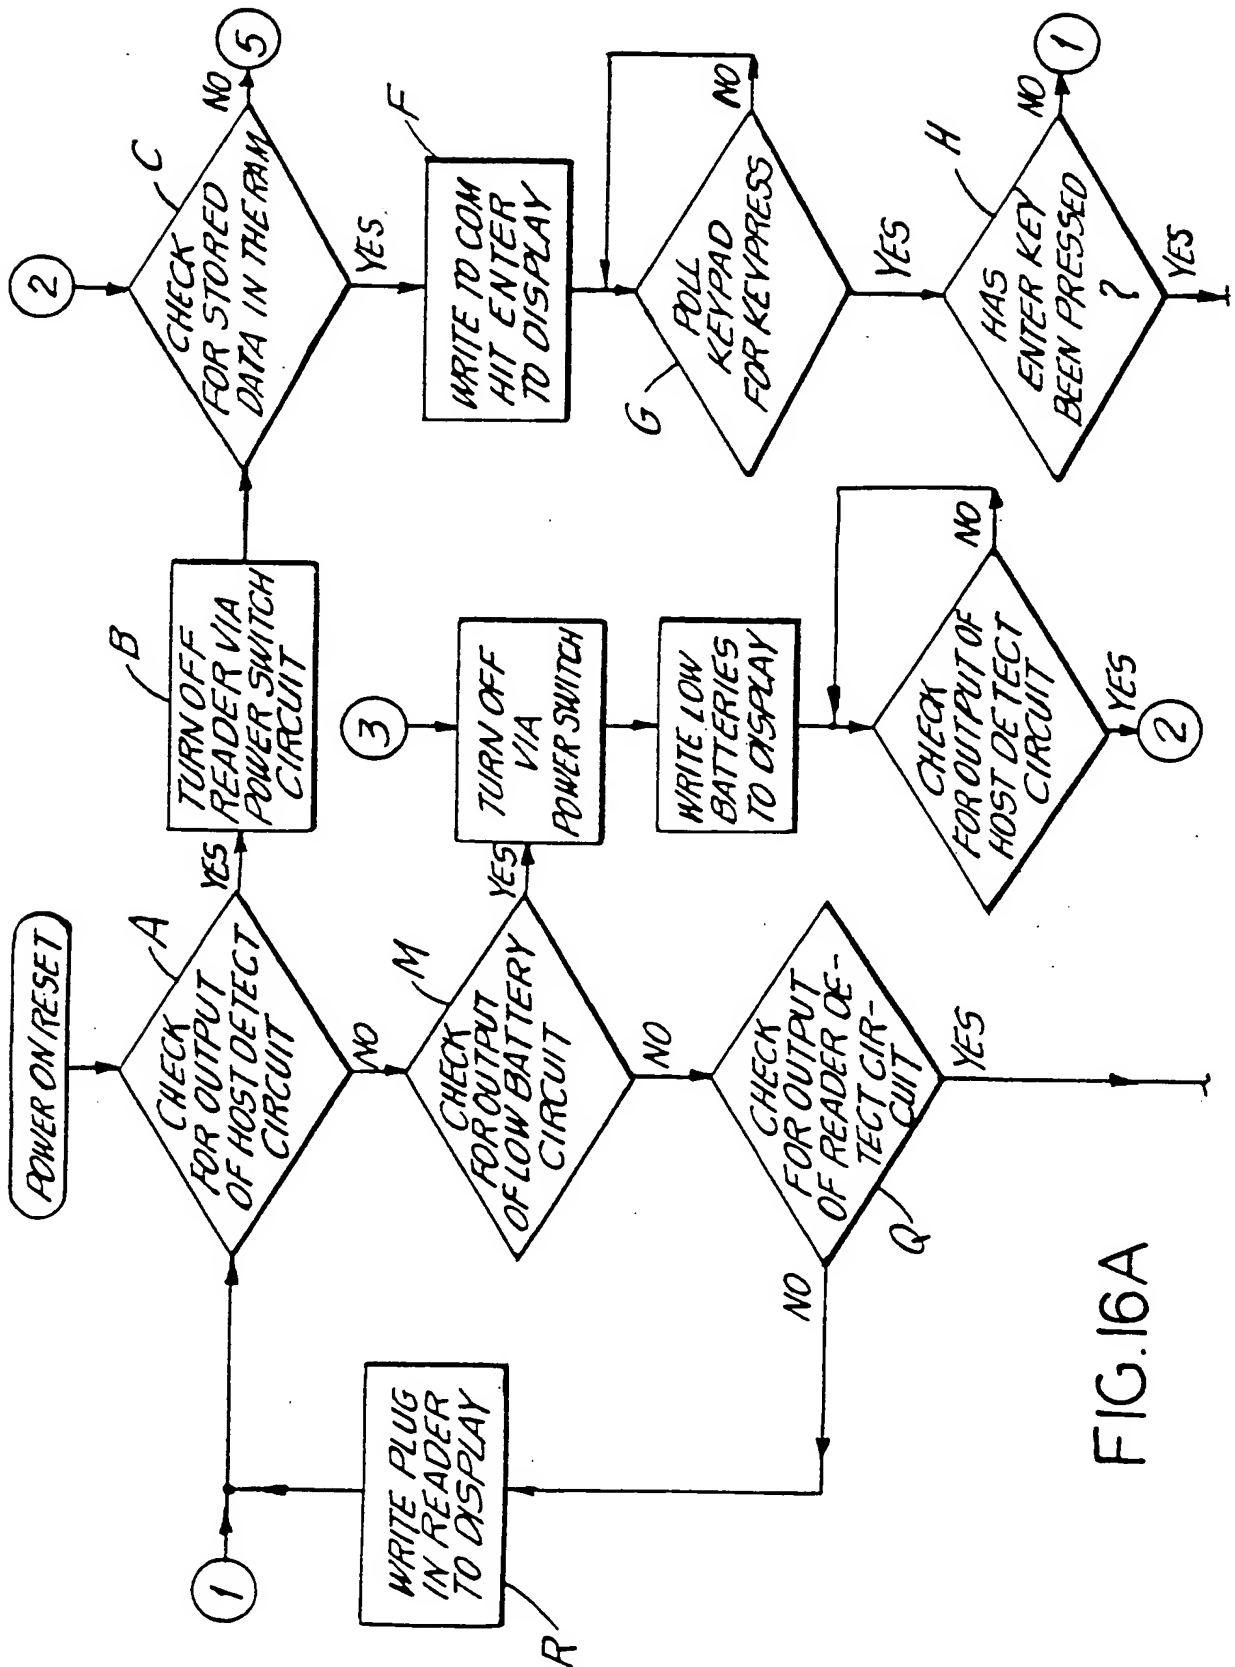 POWER ON RESET
A
CHECK
FOR OUTPUT
OF HOST DETECT
CIRCUIT
YES
NO
B
TURN OFF
READER VIA
POWER SWITCH
CIRCUIT
2
C
CHECK
FOR STORED
DATA IN THE RAM
NO
5
YES
F
WRITE TO COM
HIT ENTER
TO DISPLAY
G
POLL
KEYPAD
FOR KEYPRESS
NO
YES
H
HAS
ENTER KEY
BEEN PRESSED
?
NO
1
YES
M
CHECK
FOR OUTPUT
OF LOW BATTERY
CIRCUIT
YES
NO
3
TURN OFF
VIA
POWER SWITCH
WRITE LOW
BATTERIES
TO DISPLAY
CHECK
FOR OUTPUT OF
HOST DETECT
CIRCUIT
NO
YES
2
CHECK
FOR OUTPUT
OF READER DE-
TECT CIR-
CUIT
Q
NO
YES
1
WRITE PLUG
IN READER
TO DISPLAY
R
FIG.16A